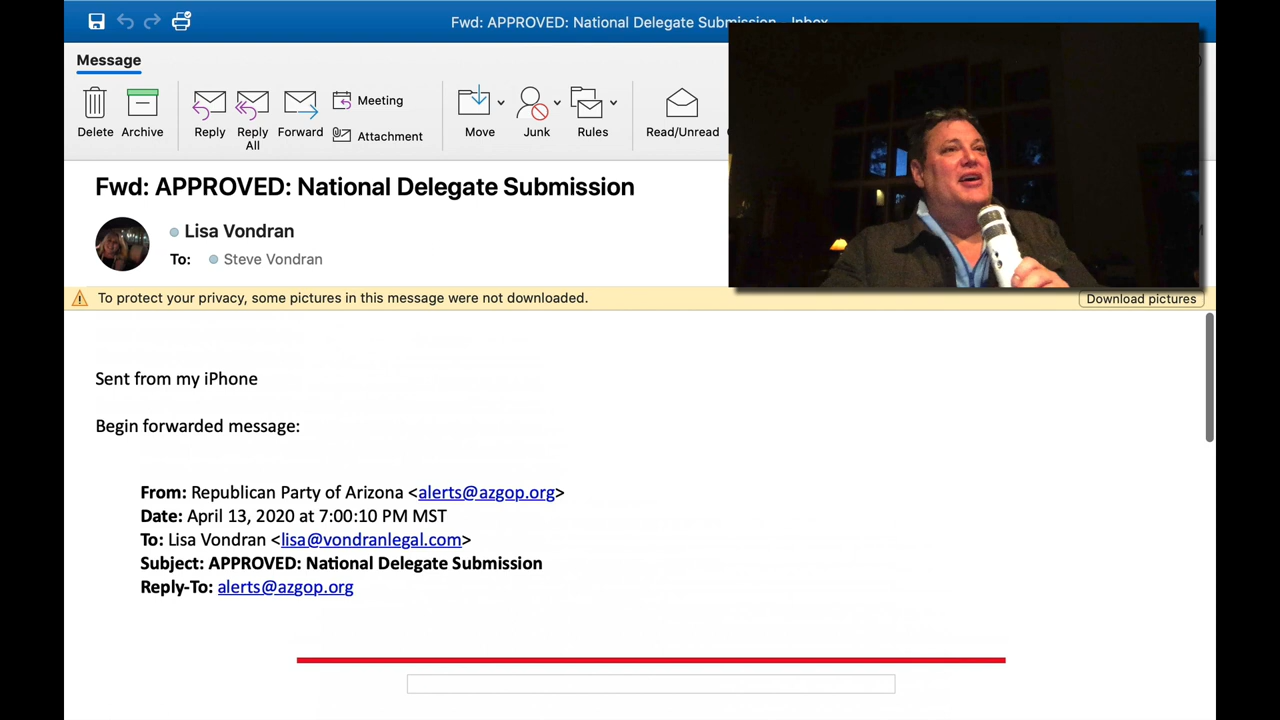 Fwd: APPROVED: National Delegate Submission - Inbox
Message
Delete
Archive
Reply
Reply All
Forward
Meeting
Attachment
Move
Junk
Rules
Read/Unread
Fwd: APPROVED: National Delegate Submission
Lisa Vondran
To: Steve Vondran
To protect your privacy, some pictures in this message were not downloaded.
Download pictures
Sent from my iPhone
Begin forwarded message:
From: Republican Party of Arizona <alerts@azgop.org>
Date: April 13, 2020 at 7:00:10 PM MST
To: Lisa Vondran <lisa@vondranlegal.com>
Subject: APPROVED: National Delegate Submission
Reply-To: alerts@azgop.org